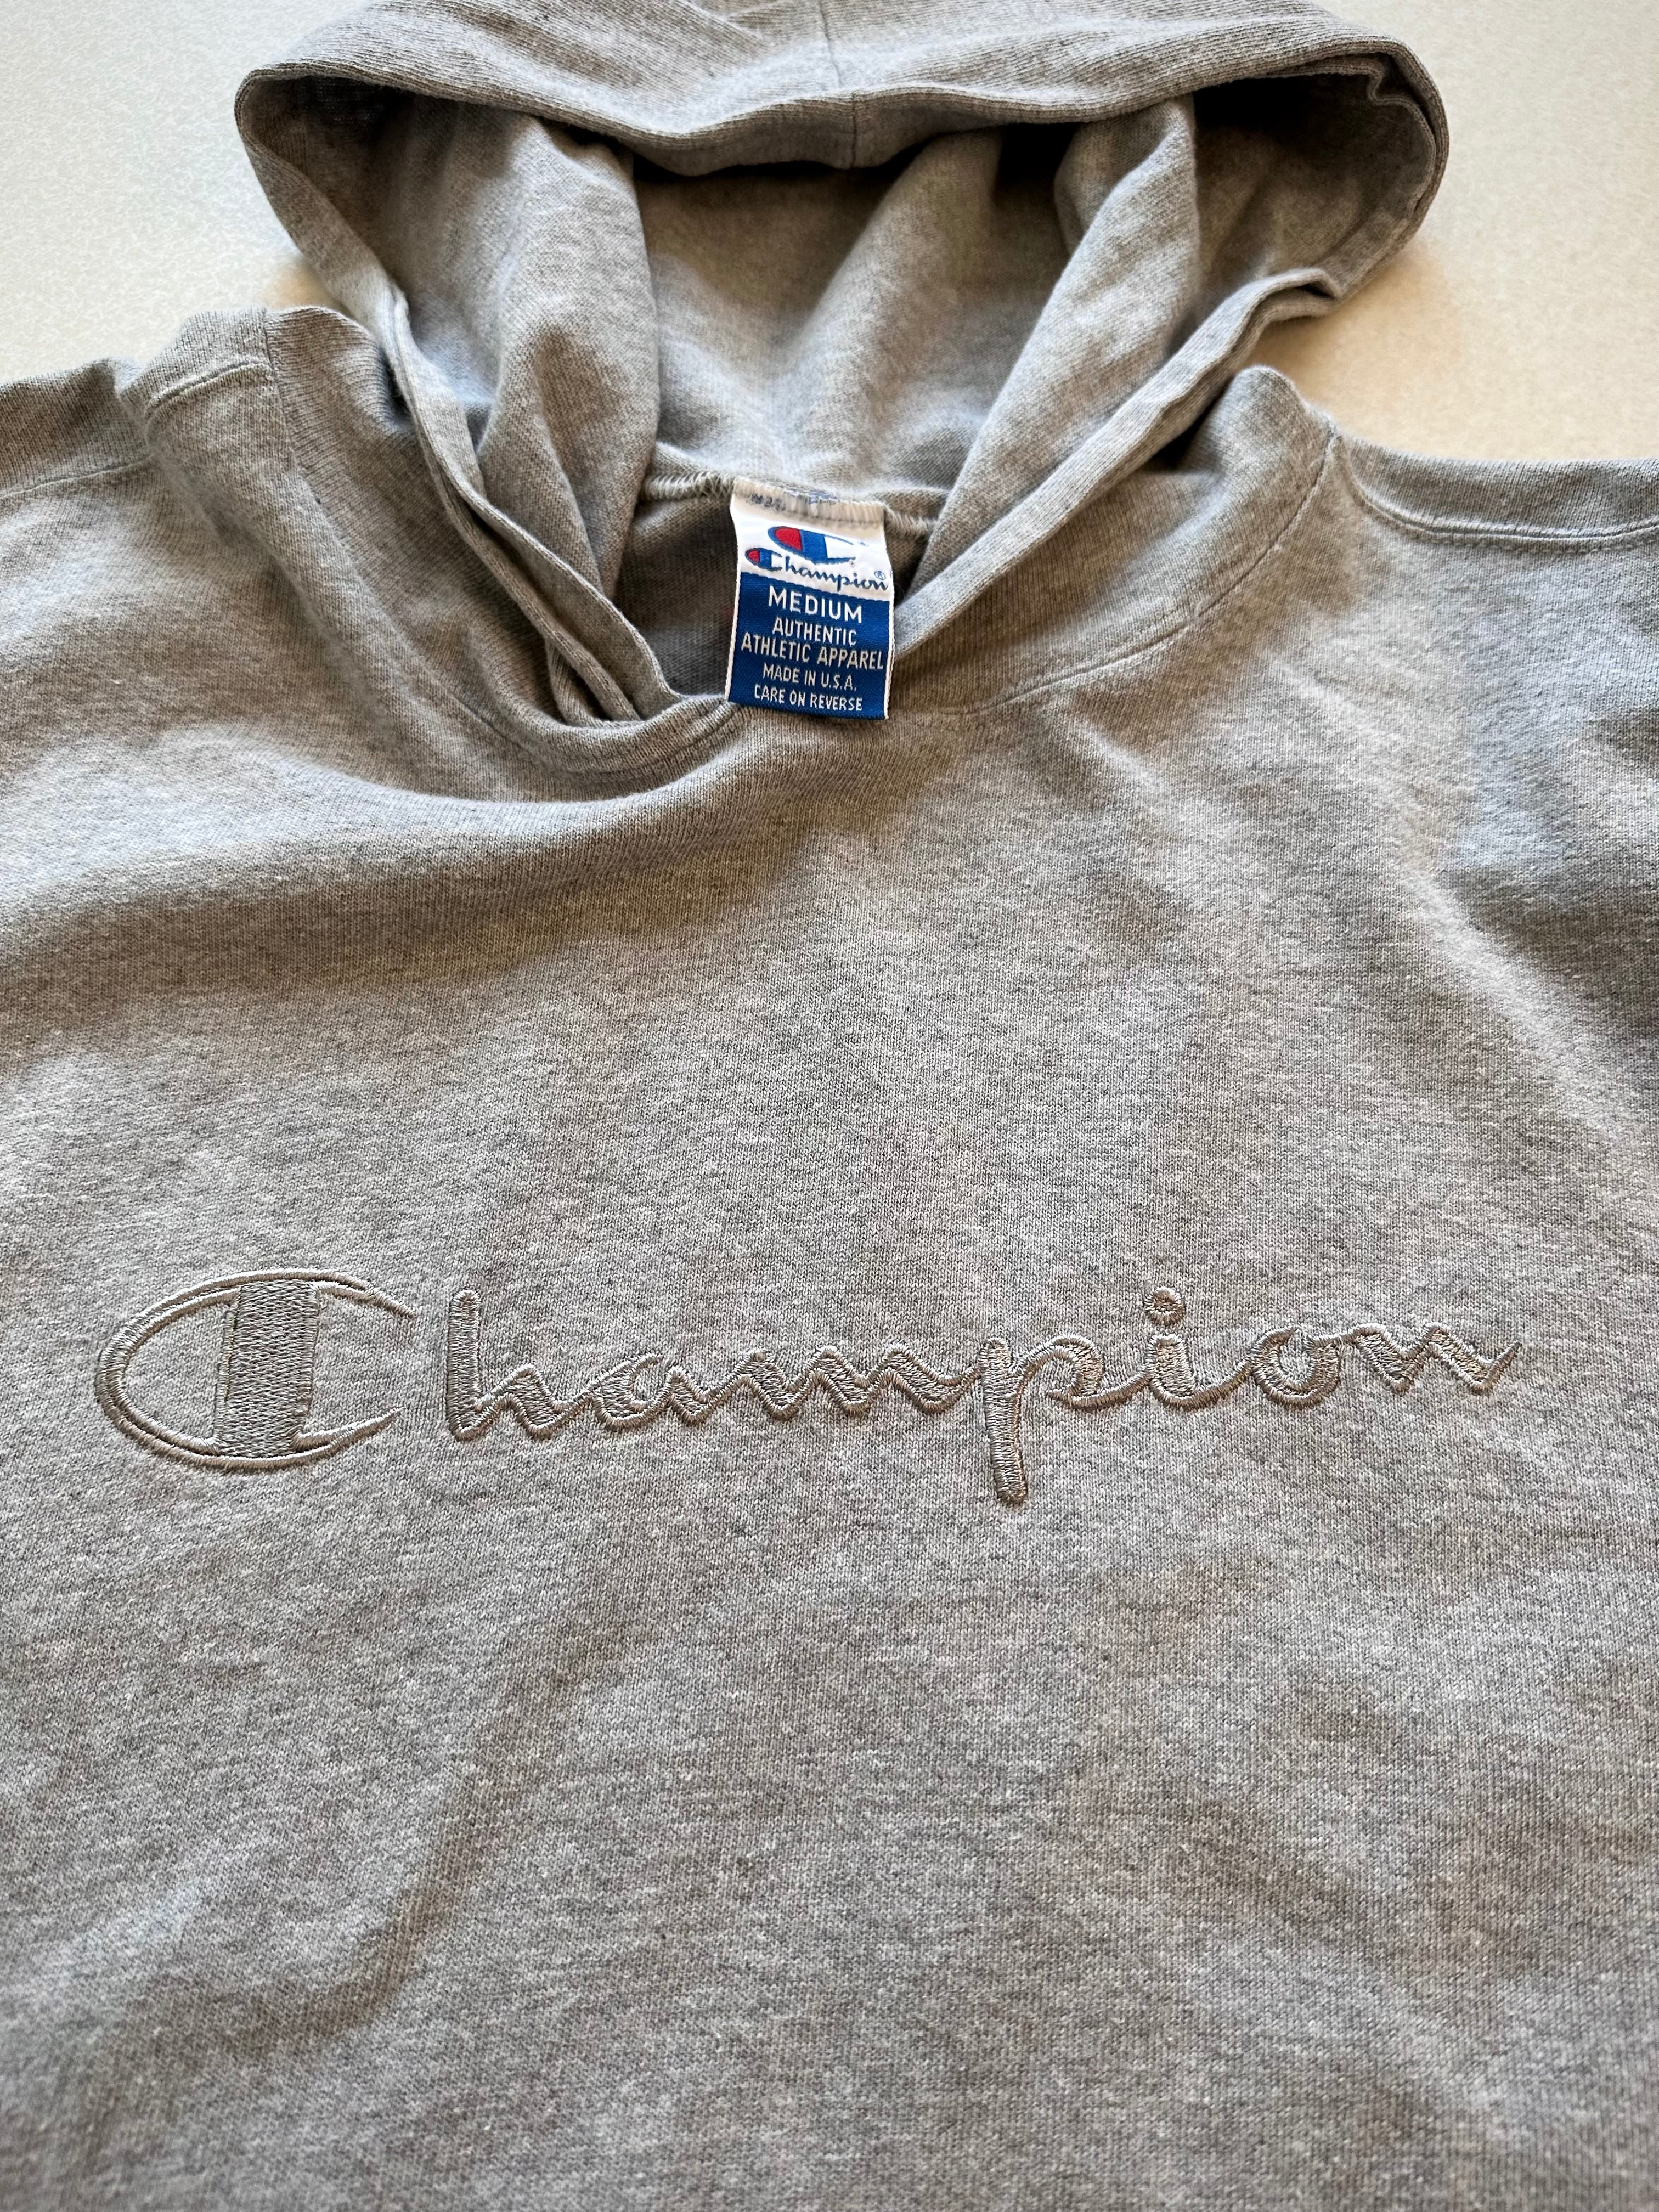 Champion®
MEDIUM
AUTHENTIC
ATHLETIC APPAREL
MADE IN U.S.A.
CARE ON REVERSE
Champion